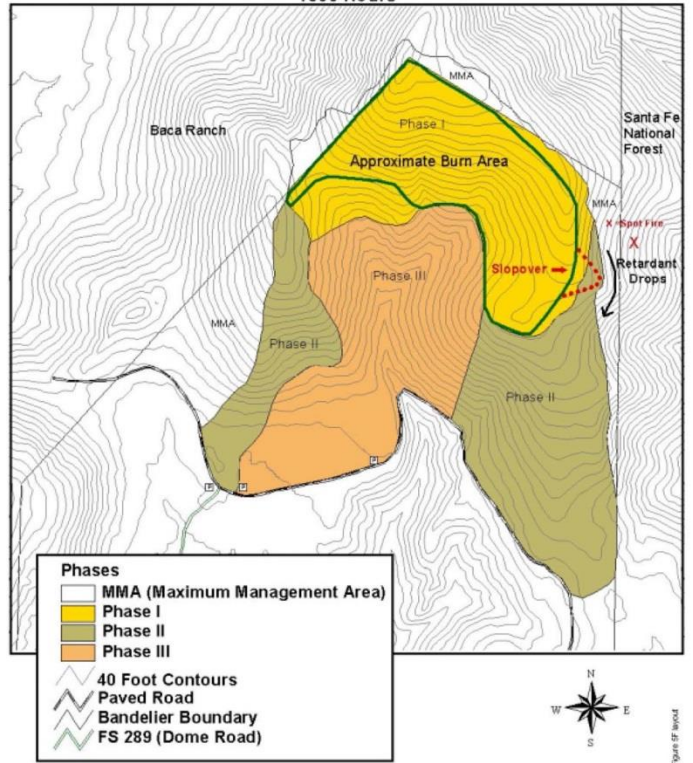 MMA
Baca Ranch
Phase I
Santa Fe
National
Forest
Approximate Burn Area
MMA
X -Spot Fire
X
Slopover
Retardant
Drops
Phase III
MMA
Phase II
Phase II
P
P
P
Phases
MMA (Maximum Management Area)
Phase I
Phase II
Phase III
40 Foot Contours
Paved Road
Bandelier Boundary
FS 289 (Dome Road)
N
W
E
S